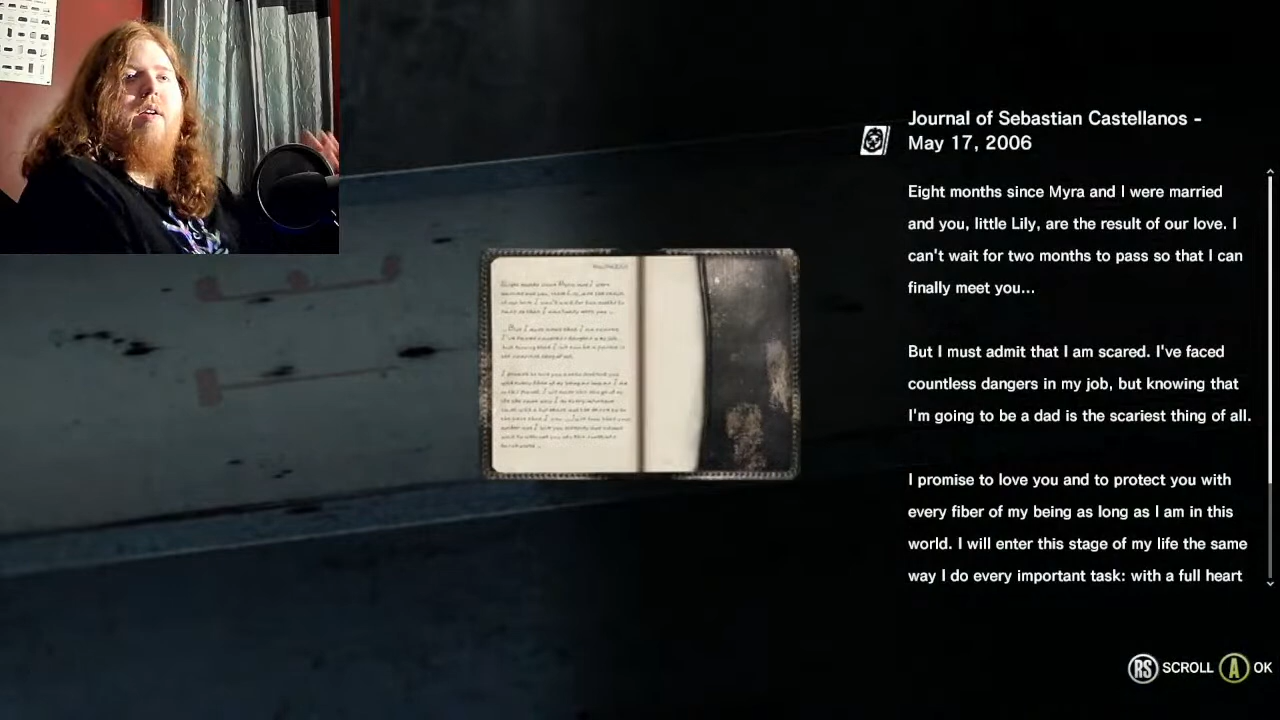 Journal of Sebastian Castellanos -
May 17, 2006
Eight months since Myra and I were married
and you, little Lily, are the result of our love. I
can't wait for two months to pass so that I can
finally meet you...
But I must admit that I am scared. I've faced
countless dangers in my job, but knowing that
I'm going to be a dad is the scariest thing of all.
I promise to love you and to protect you with
every fiber of my being as long as I am in this
world. I will enter this stage of my life the same
way I do every important task: with a full heart
RS SCROLL A OK